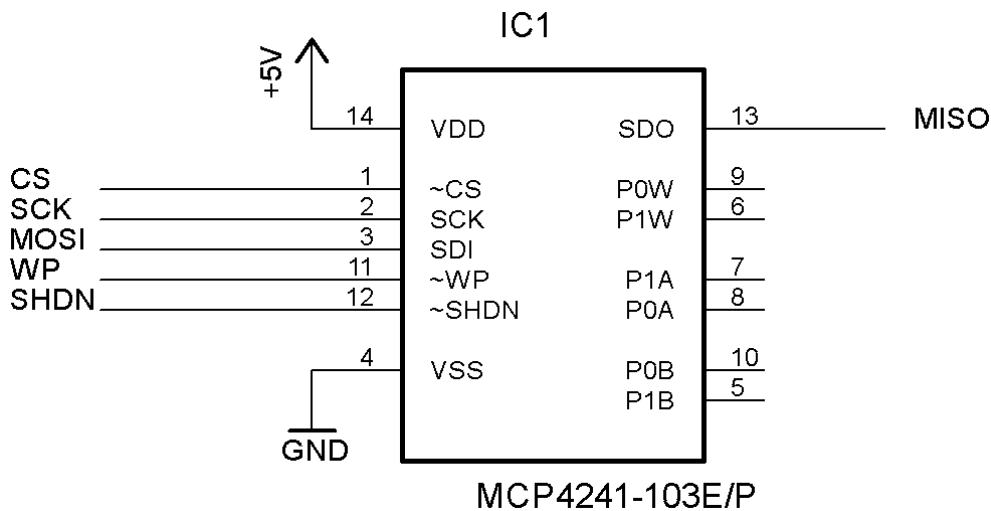 IC1
+5V
14 VDD SDO 13 MISO
CS 1 ~CS P0W 9
SCK 2 SCK P1W 6
MOSI 3 SDI
WP 11 ~WP P1A 7
SHDN 12 ~SHDN P0A 8
4 VSS P0B 10
P1B 5
GND
MCP4241-103E/P